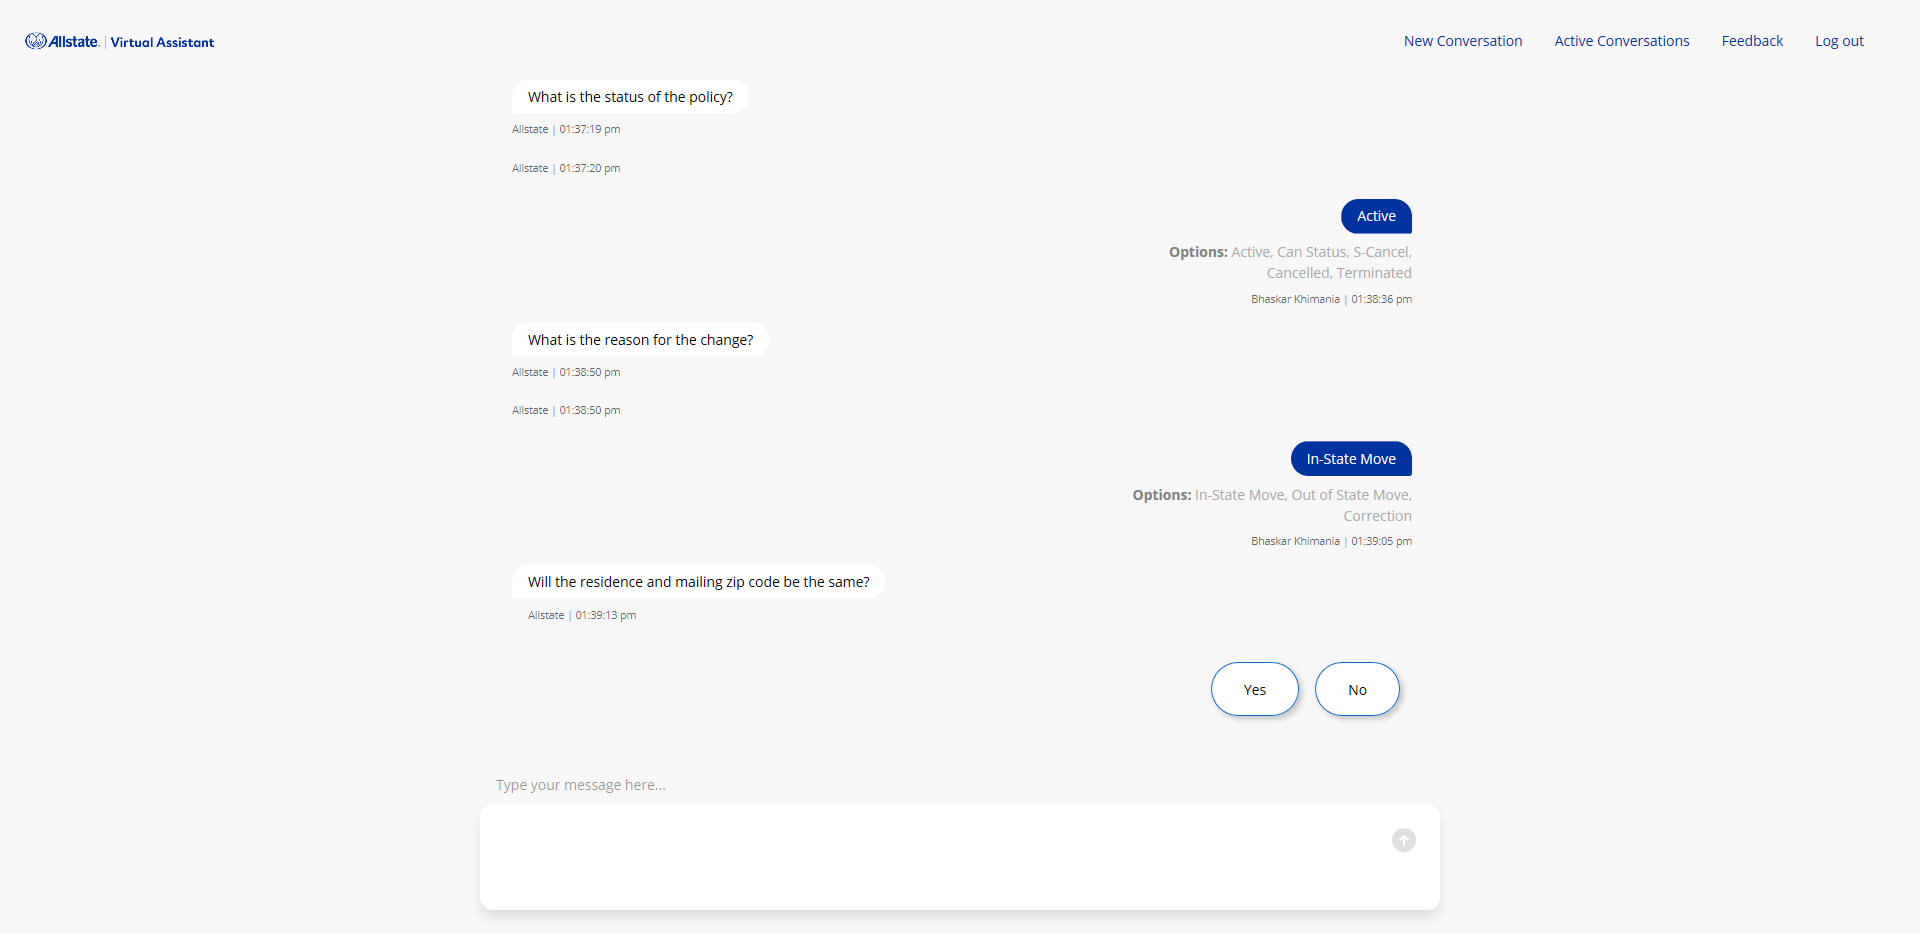 Allstate. | Virtual Assistant
New Conversation
Active Conversations
Feedback
Log out
What is the status of the policy?
Allstate | 01:37:19 pm
Allstate | 01:37:20 pm
Active
Options: Active, Can Status, S-Cancel,
Cancelled, Terminated
Bhaskar Khimania | 01:38:36 pm
What is the reason for the change?
Allstate | 01:38:50 pm
Allstate | 01:38:50 pm
In-State Move
Options: In-State Move, Out of State Move,
Correction
Bhaskar Khimania | 01:39:05 pm
Will the residence and mailing zip code be the same?
Allstate | 01:39:13 pm
Yes
No
Type your message here...